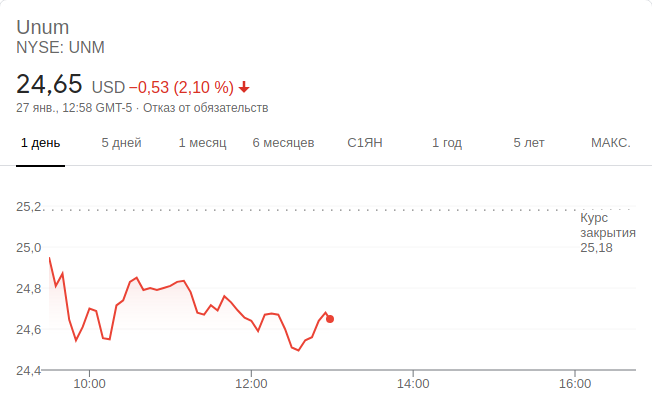 Unum
NYSE: UNM
24,65 USD −0,53 (2,10 %)
27 янв., 12:58 GMT-5 · Отказ от обязательств
1 день 5 дней 1 месяц 6 месяцев С1ЯН 1 год 5 лет МАКС.
25,2
Курс
закрытия
25,0
25,18
24,8
24,6
24,4
10:00 12:00 14:00 16:00